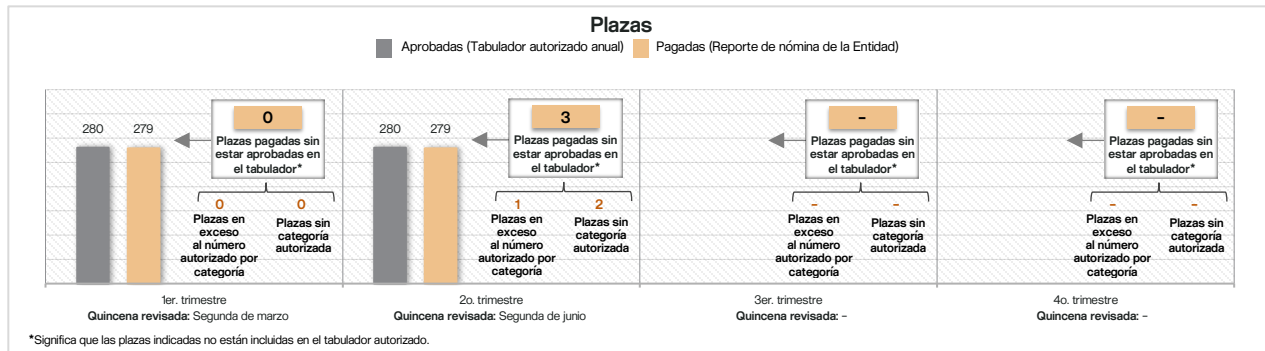 Plazas
Aprobadas (Tabulador autorizado anual) Pagadas (Reporte de nómina de la Entidad)
280 279
0
Plazas pagadas sin
estar aprobadas en
el tabulador*
0 0
Plazas en
exceso
al número
autorizado por
categoría
Plazas sin
categoría
autorizada
1er. trimestre
Quincena revisada: Segunda de marzo
280 279
3
Plazas pagadas sin
estar aprobadas en
el tabulador*
1 2
Plazas en
exceso
al número
autorizado por
categoría
Plazas sin
categoría
autorizada
2o. trimestre
Quincena revisada: Segunda de junio
-
Plazas pagadas sin
estar aprobadas en
el tabulador*
- -
Plazas en
exceso
al número
autorizado por
categoría
Plazas sin
categoría
autorizada
3er. trimestre
Quincena revisada: -
-
Plazas pagadas sin
estar aprobadas en
el tabulador*
- -
Plazas en
exceso
al número
autorizado por
categoría
Plazas sin
categoría
autorizada
4o. trimestre
Quincena revisada: -
*Significa que las plazas indicadas no están incluidas en el tabulador autorizado.